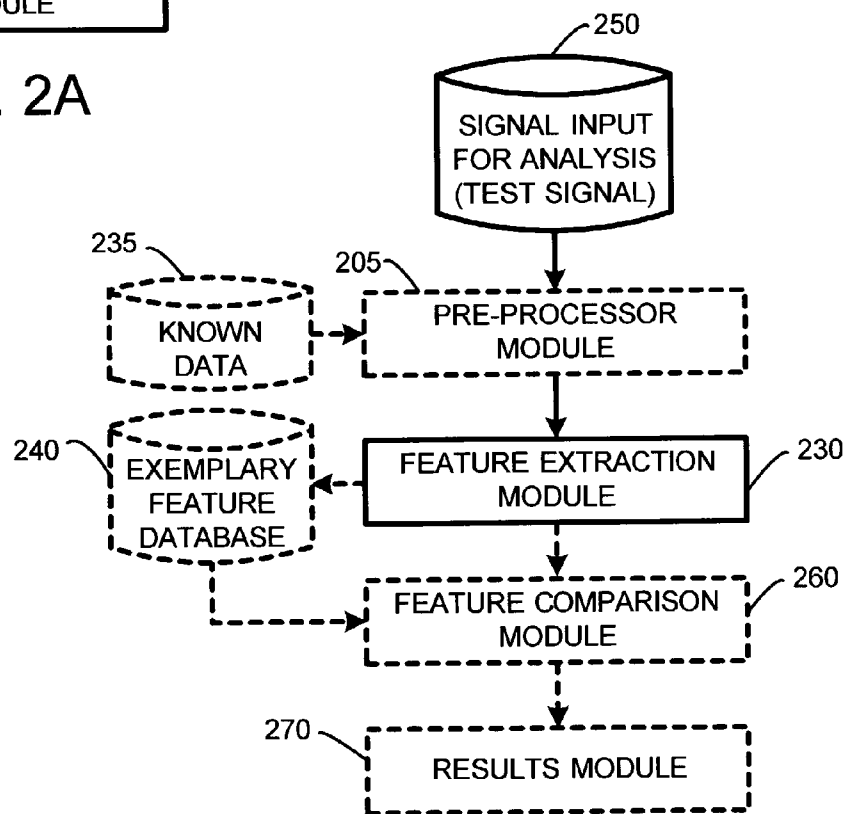 ULE
2A
250
SIGNAL INPUT
FOR ANALYSIS
(TEST SIGNAL)
235
205
KNOWN
DATA
PRE-PROCESSOR
MODULE
240
EXEMPLARY
FEATURE
DATABASE
FEATURE EXTRACTION
MODULE
230
FEATURE COMPARISON
MODULE
260
270
RESULTS MODULE